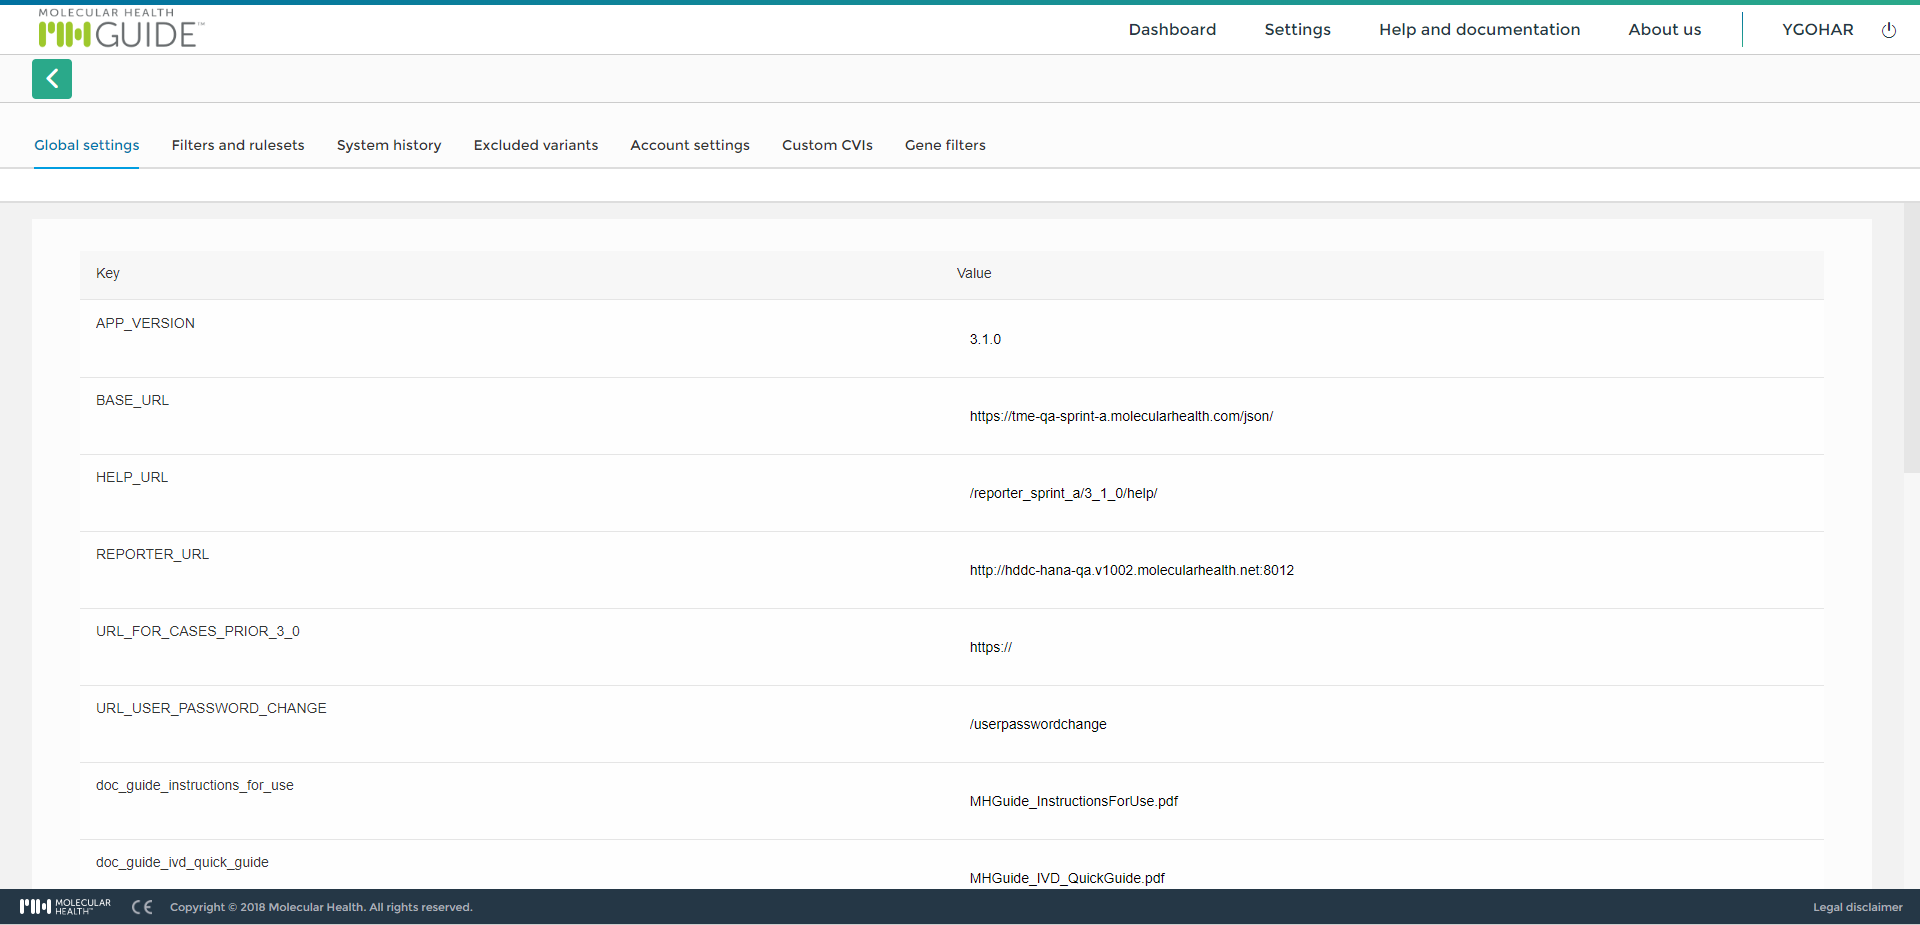 MOLECULAR HEALTH
MH GUIDE™
Dashboard Settings Help and documentation About us YGOHAR
Global settings Filters and rulesets System history Excluded variants Account settings Custom CVIs Gene filters
Key Value
APP_VERSION
3.1.0
BASE_URL
https://tme-qa-sprint-a.molecularhealth.com/json/
HELP_URL
/reporter_sprint_a/3_1_0/help/
REPORTER_URL
http://hddc-hana-qa.v1002.molecularhealth.net:8012
URL_FOR_CASES_PRIOR_3_0
https://
URL_USER_PASSWORD_CHANGE
/userpasswordchange
doc_guide_instructions_for_use
MHGuide_InstructionsForUse.pdf
doc_guide_ivd_quick_guide
MHGuide_IVD_QuickGuide.pdf
MH MOLECULAR
HEALTH™
CE Copyright © 2018 Molecular Health. All rights reserved. Legal disclaimer